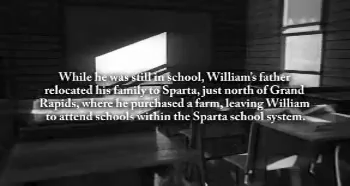 While he was still in school, William's father
relocated his family to Sparta, just north of Grand
Rapids, where he purchased a farm, leaving William
to attend schools within the Sparta school system.